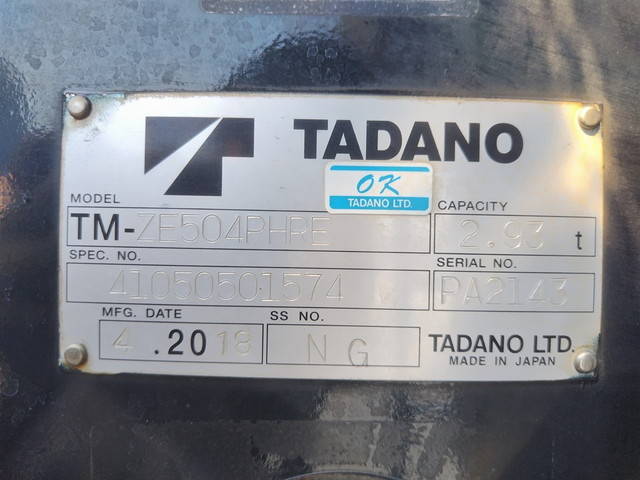 TADANO
OK
TADANO LTD.
MODEL
TM-ZE504PHRE
CAPACITY
2.93 t
SPEC. NO.
41050501574
SERIAL NO.
PA2143
MFG. DATE
4 .2018
SS NO.
N G
TADANO LTD.
MADE IN JAPAN